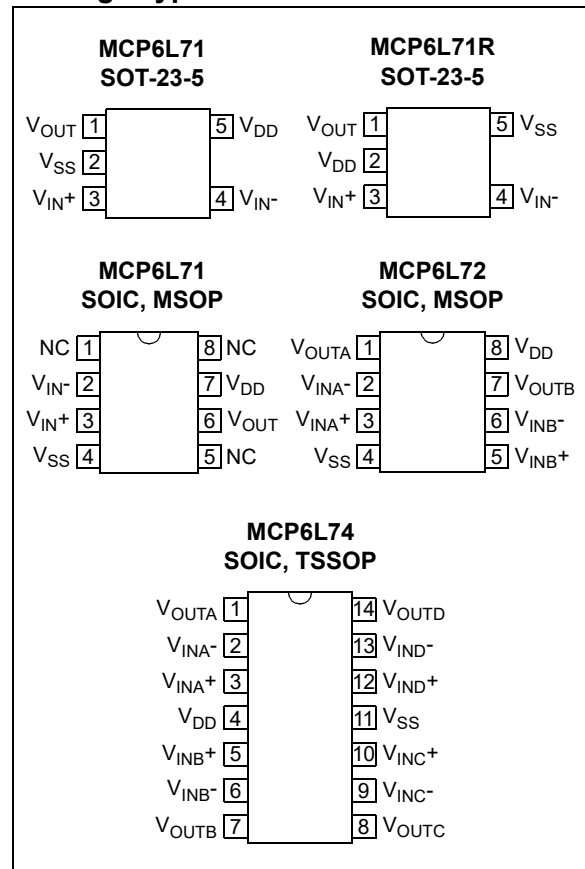 MCP6L71
SOT-23-5
VOUT 1 5 VDD
VSS 2
VIN+ 3 4 VIN-
MCP6L71R
SOT-23-5
VOUT 1 5 VSS
VDD 2
VIN+ 3 4 VIN-
MCP6L71
SOIC, MSOP
NC 1 8 NC
VIN- 2 7 VDD
VIN+ 3 6 VOUT
VSS 4 5 NC
MCP6L72
SOIC, MSOP
VOUTA 1 8 VDD
VINA- 2 7 VOUTB
VINA+ 3 6 VINB-
VSS 4 5 VINB+
MCP6L74
SOIC, TSSOP
VOUTA 1 14 VOUTD
VINA- 2 13 VIND-
VINA+ 3 12 VIND+
VDD 4 11 VSS
VINB+ 5 10 VINC+
VINB- 6 9 VINC-
VOUTB 7 8 VOUTC